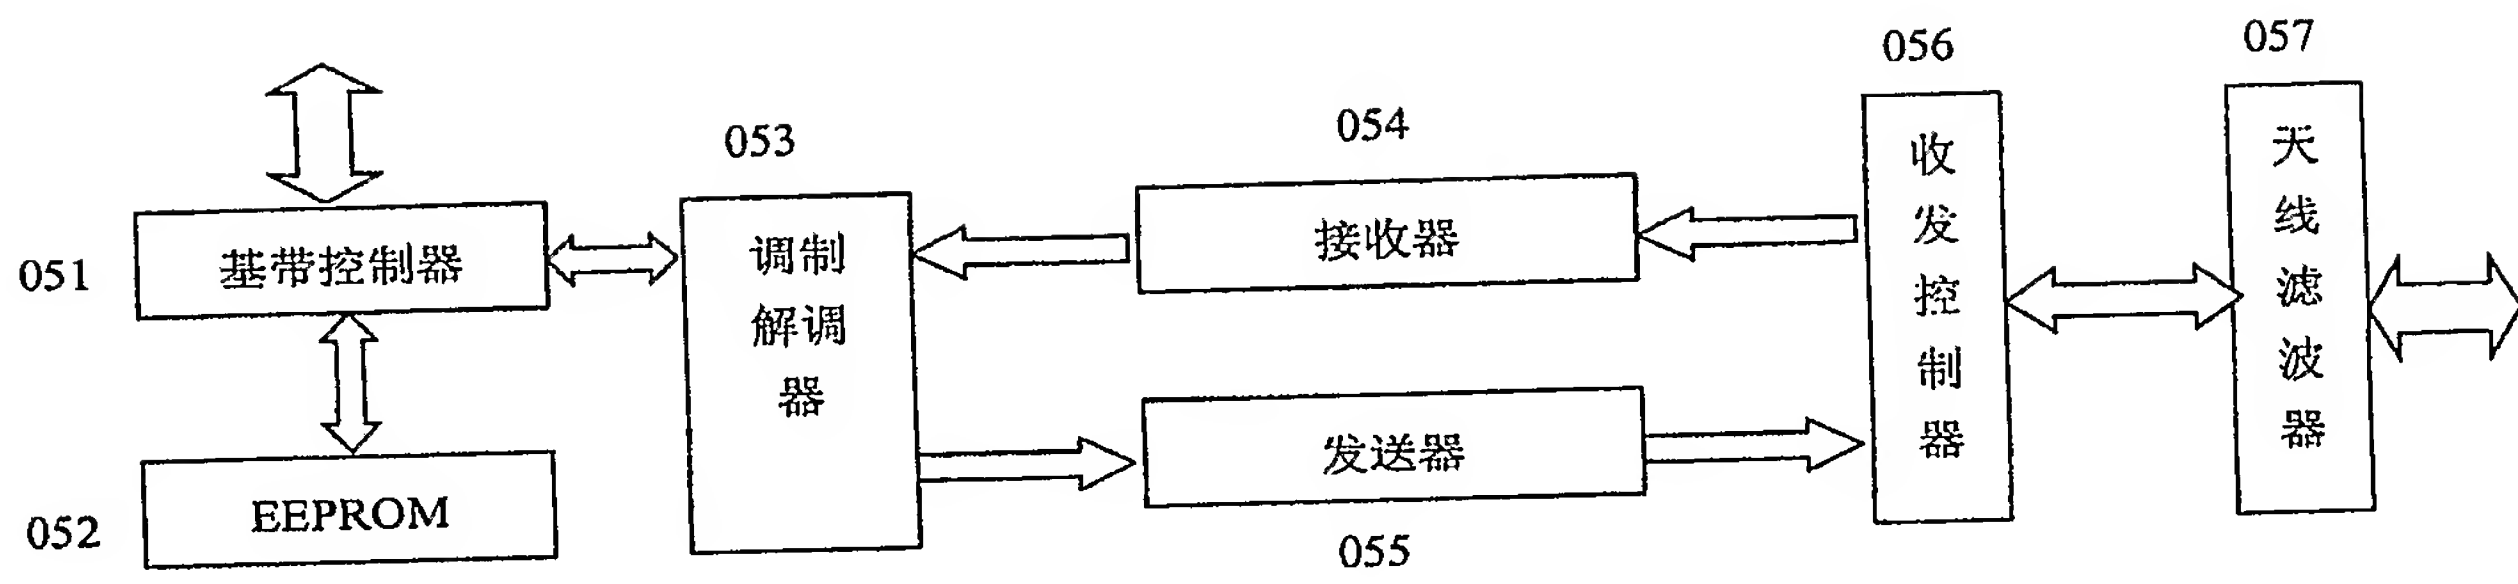 051
基带控制器
052
EEPROM
053
调制
解调
器
054
接收器
055
发送器
056
收
发
控
制
器
057
天
线
滤
波
器